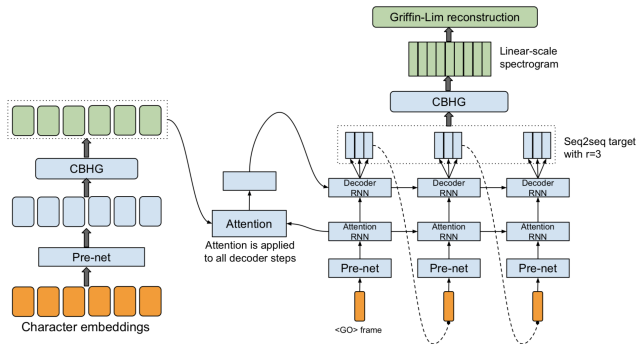 Griffin-Lim reconstruction
Linear-scale
spectrogram
CBHG
Seq2seq target
with r=3
CBHG
Decoder
RNN
Decoder
RNN
Decoder
RNN
Attention
Attention is applied
to all decoder steps
Attention
RNN
Attention
RNN
Attention
RNN
Pre-net
Pre-net
Pre-net
Pre-net
<GO> frame
Character embeddings